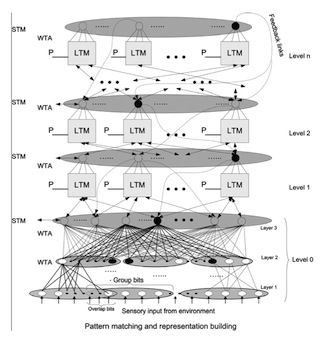 STM
WTA
P LTM LTM P LTM
Level n
Feedback links
STM
WTA
P LTM LTM P LTM
Level 2
STM
WTA
P LTM LTM P LTM
Level 1
STM
Layer 3
WTA
Level 0
Layer 2
WTA
Group bits
Layer 1
Overlap bits
Sensory input from environment
Pattern matching and representation building